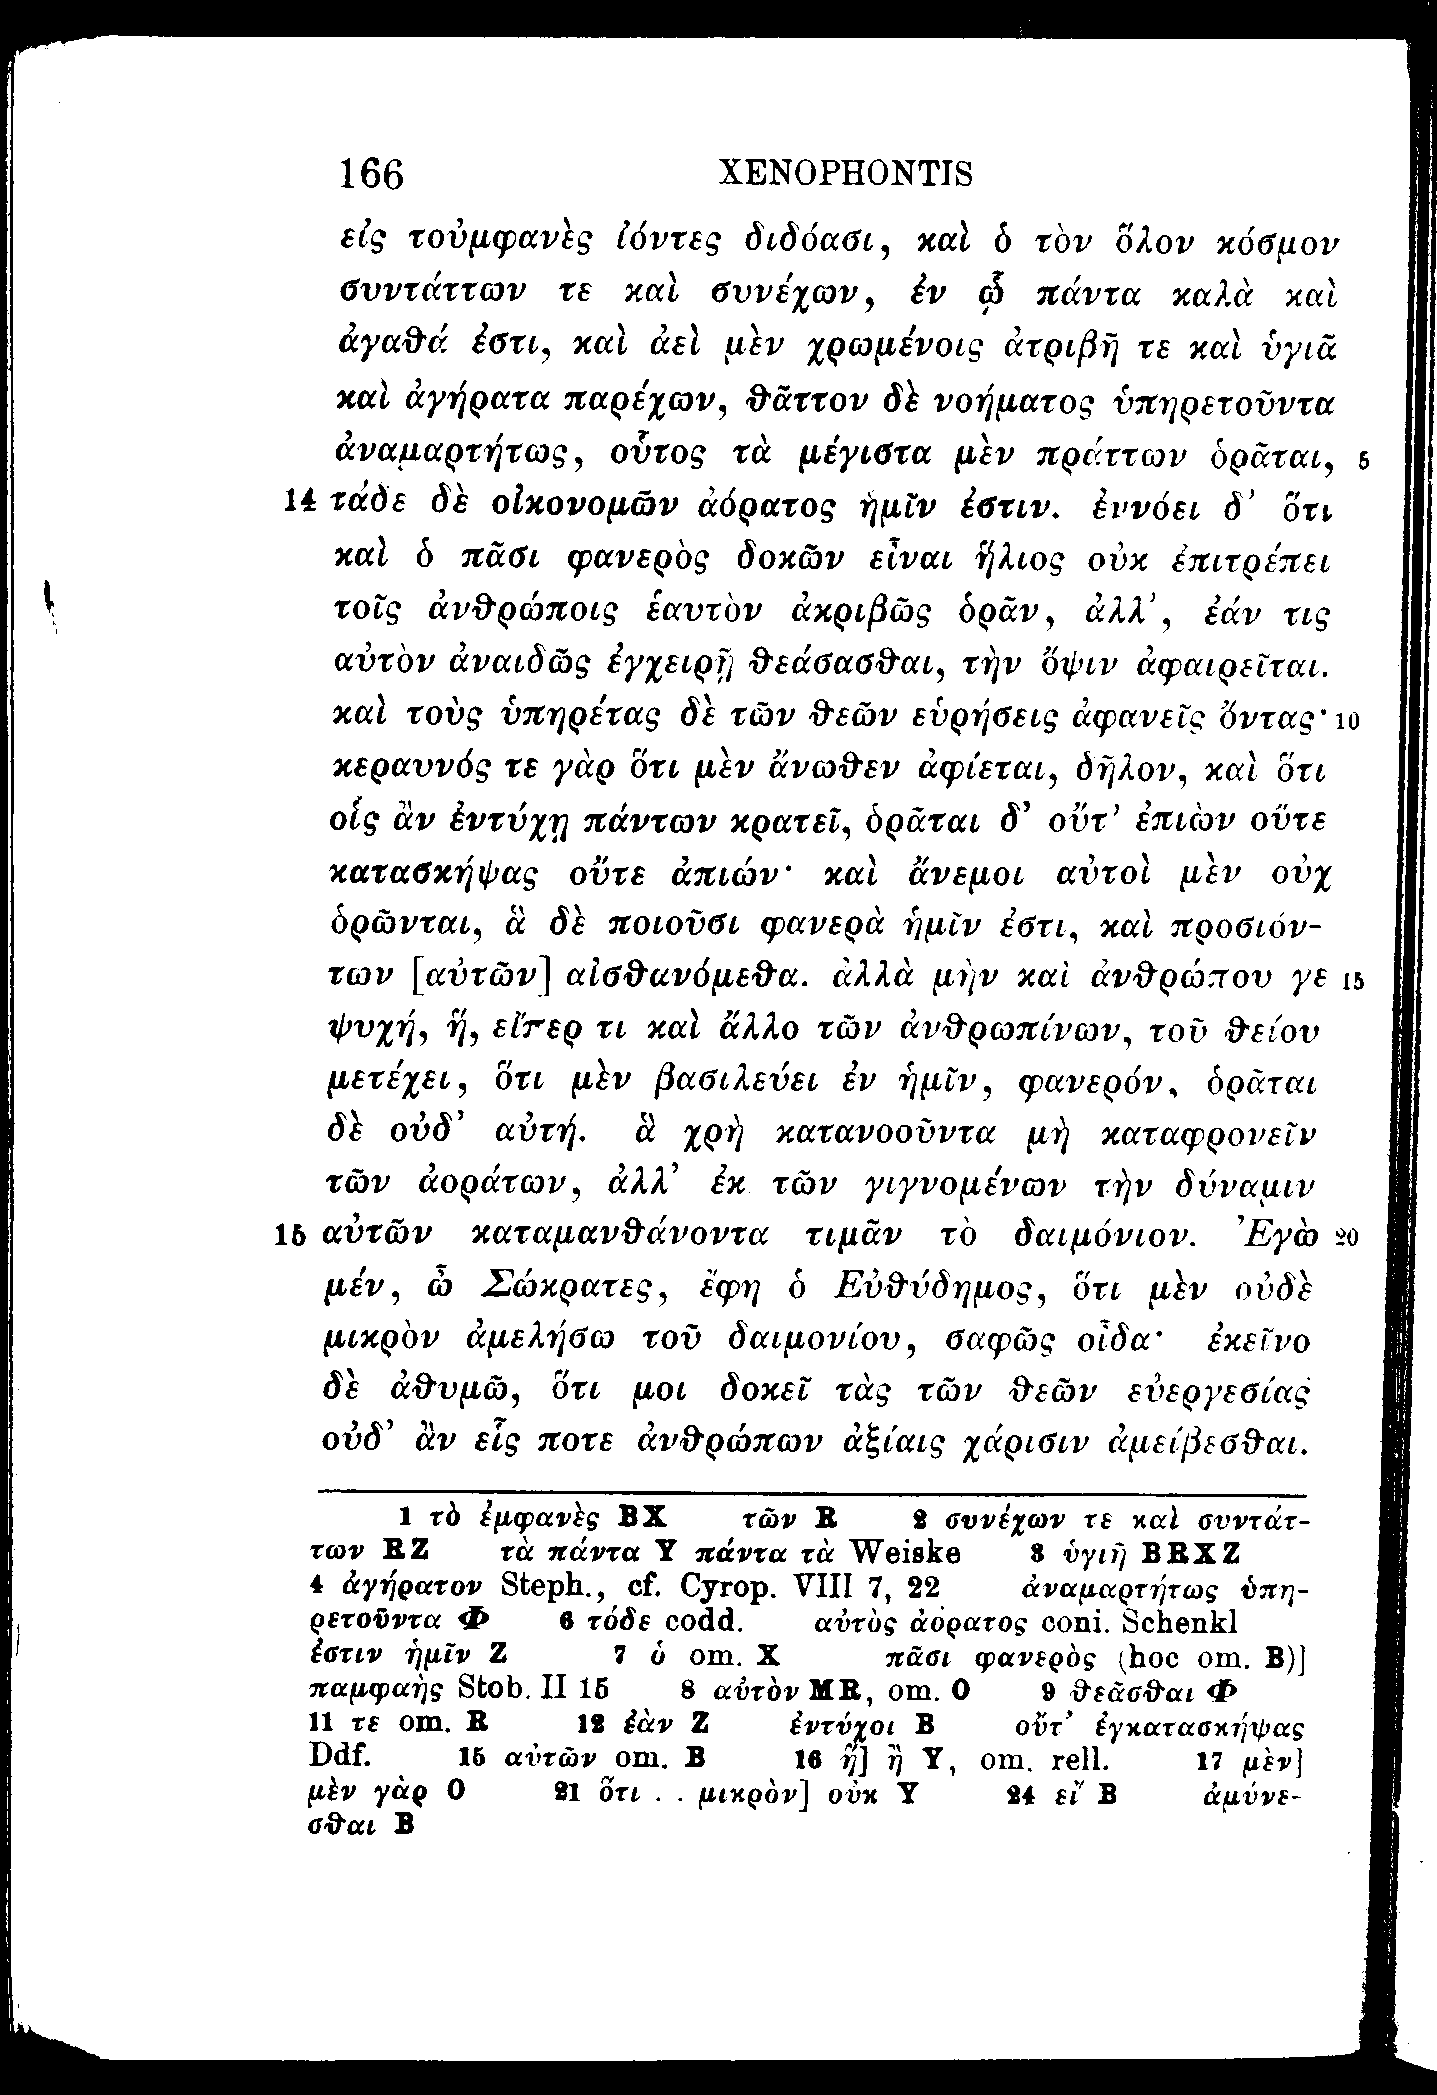 166 XENOPHONTIS
εἰς τοὐμφανὲς ἰόντες διδόασι, καὶ ὁ τὸν ὅλον κόσμον
συντάττων τε καὶ συνέχων, ἐν ᾧ πάντα καλὰ καὶ
ἀγαθά ἐστι, καὶ ἀεὶ μὲν χρωμένοις ἀτριβῆ τε καὶ ὑγιᾶ
καὶ ἀγήρατα παρέχων, θᾶττον δὲ νοήματος ὑπηρετοῦντα
ἀναμαρτήτως, οὗτος τὰ μέγιστα μὲν πράττων ὁρᾶται, 5
14 τάδε δὲ οἰκονομῶν ἀόρατος ἡμῖν ἐστιν. ἐννόει δ᾽ ὅτι
καὶ ὁ πᾶσι φανερὸς δοκῶν εἶναι ἥλιος οὐκ ἐπιτρέπει
τοῖς ἀνθρώποις ἑαυτὸν ἀκριβῶς ὁρᾶν, ἀλλ᾽, ἐάν τις
αὐτὸν ἀναιδῶς ἐγχειρῇ θεάσασθαι, τὴν ὄψιν ἀφαιρεῖται.
καὶ τοὺς ὑπηρέτας δὲ τῶν θεῶν εὑρήσεις ἀφανεῖς ὄντας· 10
κεραυνός τε γὰρ ὅτι μὲν ἄνωθεν ἀφίεται, δῆλον, καὶ ὅτι
οἷς ἂν ἐντύχῃ πάντων κρατεῖ, ὁρᾶται δ᾽ οὔτ᾽ ἐπιὼν οὔτε
κατασκήψας οὔτε ἀπιών· καὶ ἄνεμοι αὐτοὶ μὲν οὐχ
ὁρῶνται, ἃ δὲ ποιοῦσι φανερὰ ἡμῖν ἐστι, καὶ προσιόν-
των [αὐτῶν] αἰσθανόμεθα. ἀλλὰ μὴν καὶ ἀνθρώπου γε 15
ψυχή, ἥ, εἴπερ τι καὶ ἄλλο τῶν ἀνθρωπίνων, τοῦ θείου
μετέχει, ὅτι μὲν βασιλεύει ἐν ἡμῖν, φανερόν, ὁρᾶται
δὲ οὐδ᾽ αὐτή. ἃ χρὴ κατανοοῦντα μὴ καταφρονεῖν
τῶν ἀοράτων, ἀλλ᾽ ἐκ τῶν γιγνομένων τὴν δύναμιν
15 αὐτῶν καταμανθάνοντα τιμᾶν τὸ δαιμόνιον. Ἐγὼ 20
μέν, ὦ Σώκρατες, ἔφη ὁ Εὐθύδημος, ὅτι μὲν οὐδὲ
μικρὸν ἀμελήσω τοῦ δαιμονίου, σαφῶς οἶδα· ἐκεῖνο
δὲ ἀθυμῶ, ὅτι μοι δοκεῖ τὰς τῶν θεῶν εὐεργεσίας
οὐδ᾽ ἂν εἷς ποτε ἀνθρώπων ἀξίαις χάρισιν ἀμείβεσθαι.
1 τὸ ἐμφανὲς BX τῶν R 2 συνέχων τε καὶ συντάτ-
των RZ τὰ πάντα Y πάντα τὰ Weiske 3 ὑγιῆ BRXZ
4 ἀγήρατον Steph., cf. Cyrop. VIII 7, 22 ἀναμαρτήτως ὑπη-
ρετοῦντα Φ 6 τόδε codd. αὐτὸς ἀόρατος coni. Schenkl
ἐστιν ἡμῖν Z 7 ὁ om. X πᾶσι φανερὸς (hoc om. B)]
παμφαὴς Stob. II 15 8 αὑτὸν MR, om. O 9 θεᾶσθαι Φ
11 τε om. R 12 ἐὰν Z ἐντύχοι B οὔτ᾽ ἐγκατασκήψας
Ddf. 15 αὐτῶν om. B 16 ἥ] ἢ Y, om. rell. 17 μὲν]
μὲν γὰρ O 21 ὅτι . . μικρὸν] οὐκ Y 24 εἴ B ἀμύνε-
σθαι B